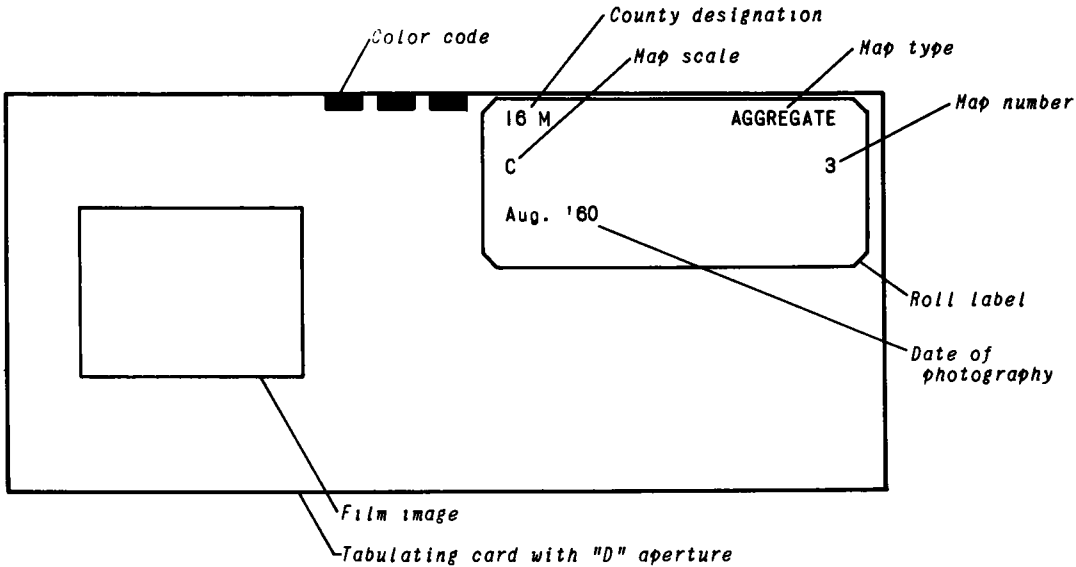 County designation
Color code
Map scale
Map type
Map number
16 M
AGGREGATE
C
3
Aug. '60
Roll label
Date of
photography
Film image
Tabulating card with "D" aperture